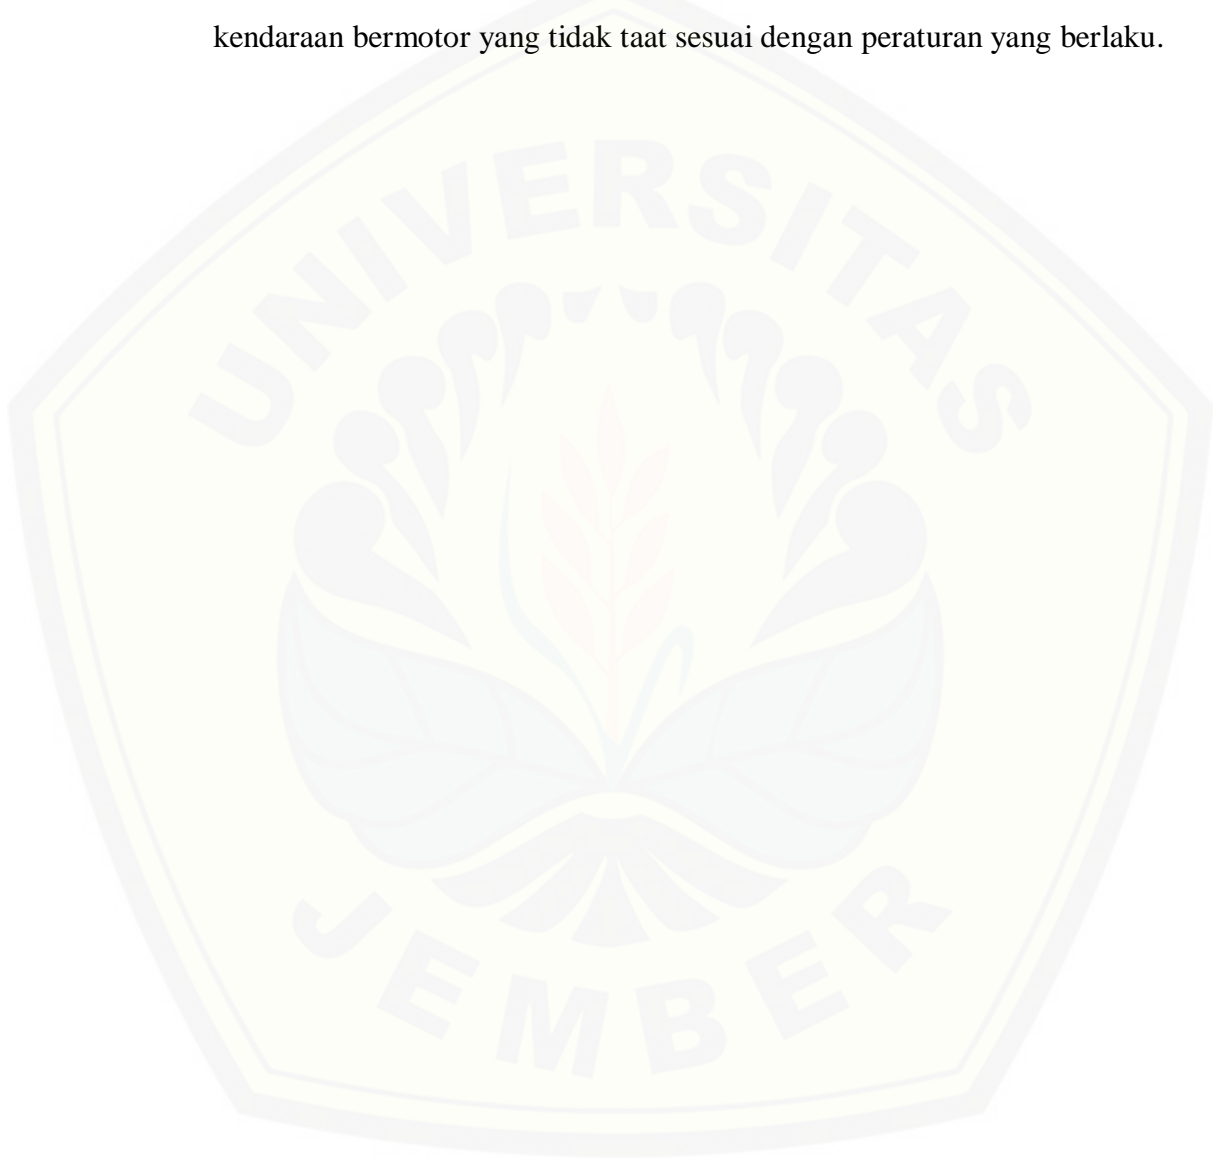 kendaraan bermotor yang tidak taat sesuai dengan peraturan yang berlaku.
UNIVERSITAS
JEMBER